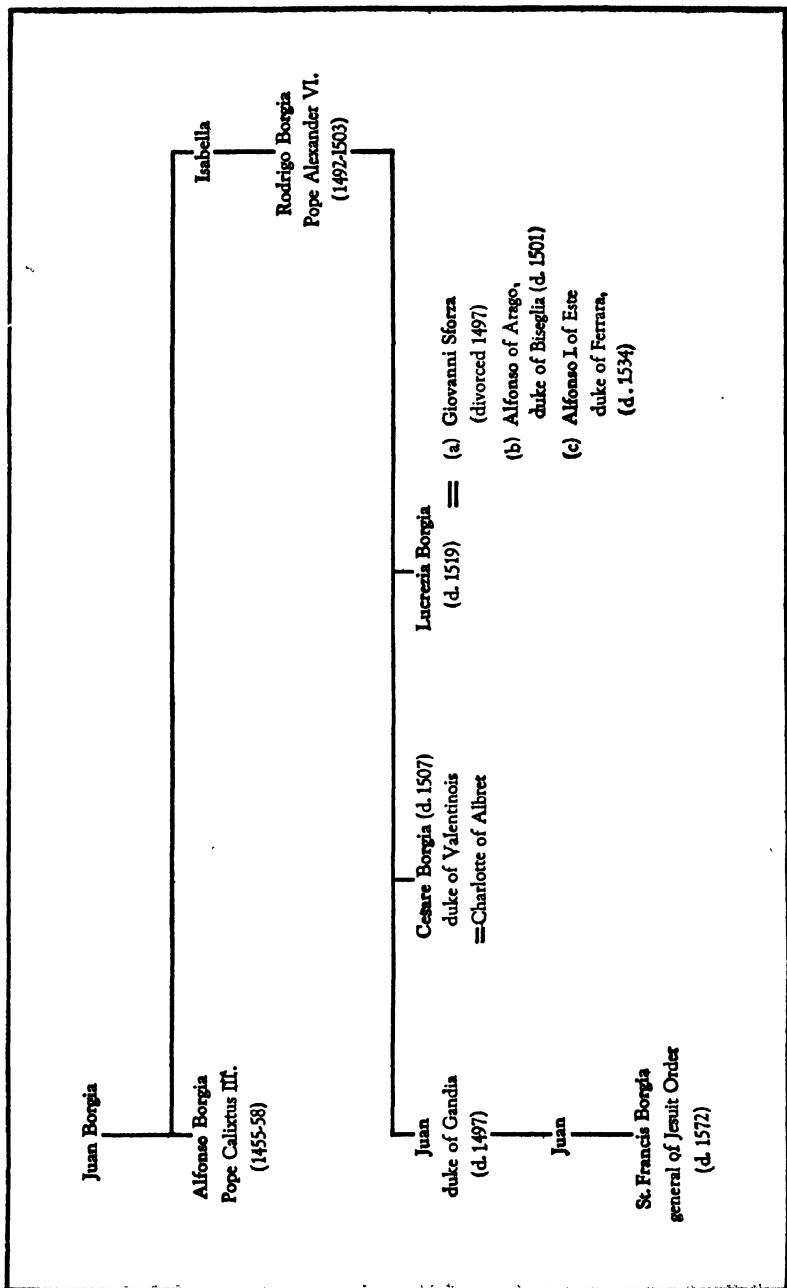 Juan Borgia
Alfonso Borgia
Pope Calixtus III.
(1455-58)
Isabella
Rodrigo Borgia
Pope Alexander VI.
(1492-1503)
Juan
duke of Gandia
(d. 1497)
Juan
St. Francis Borgia
general of Jesuit Order
(d. 1572)
Cesare Borgia (d. 1507)
duke of Valentinois
=Charlotte of Albret
Lucrezia Borgia
(d. 1519)
= (a) Giovanni Sforza
(divorced 1497)
(b) Alfonso of Arago,
duke of Biseglia (d. 1501)
(c) Alfonso I. of Este
duke of Ferrara,
(d. 1534)